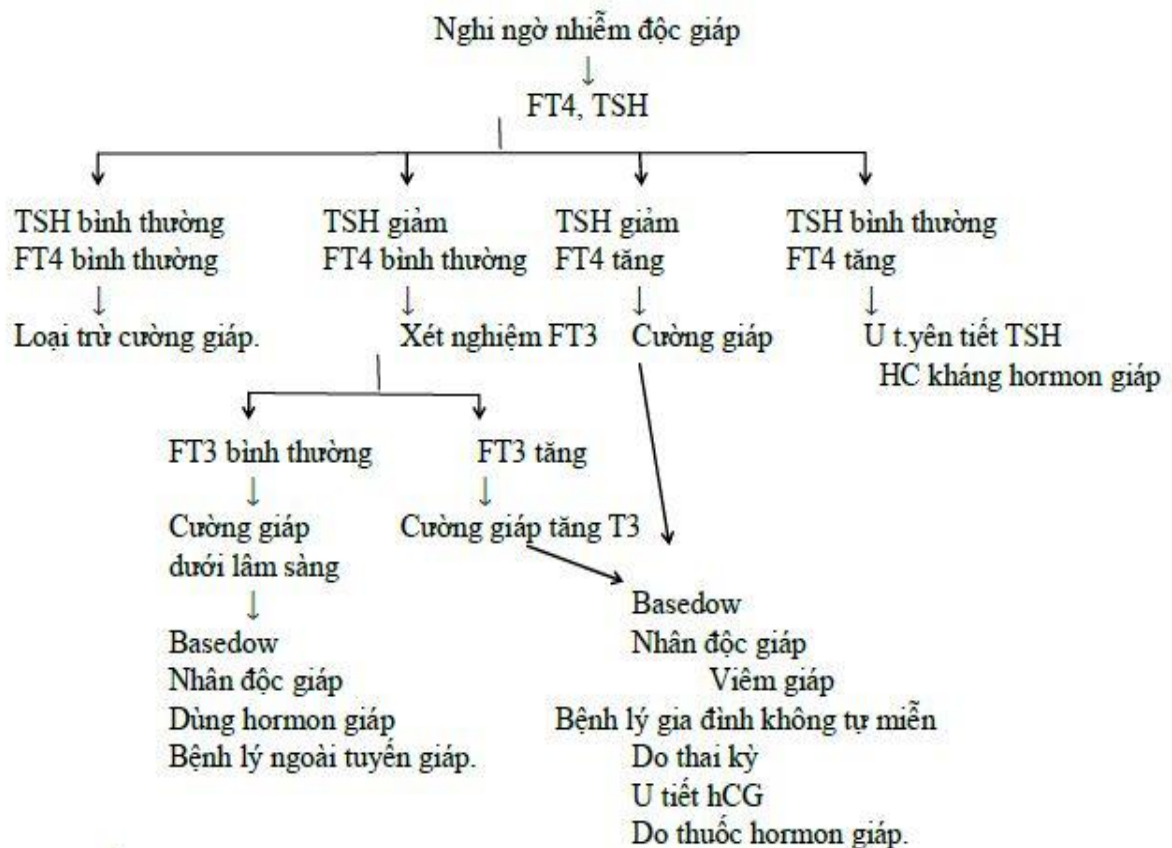 Nghi ngờ nhiễm độc giáp
FT4, TSH
TSH bình thường
FT4 bình thường
TSH giảm
FT4 bình thường
TSH giảm
FT4 tăng
TSH bình thường
FT4 tăng
Loại trừ cường giáp.
Xét nghiệm FT3
Cường giáp
U t.yên tiết TSH
HC kháng hormon giáp
FT3 bình thường
FT3 tăng
Cường giáp
dưới lâm sàng
Cường giáp tăng T3
Basedow
Nhân độc giáp
Dùng hormon giáp
Bệnh lý ngoài tuyến giáp.
Basedow
Nhân độc giáp
Viêm giáp
Bệnh lý gia đình không tự miễn
Do thai kỳ
U tiết hCG
Do thuốc hormon giáp.